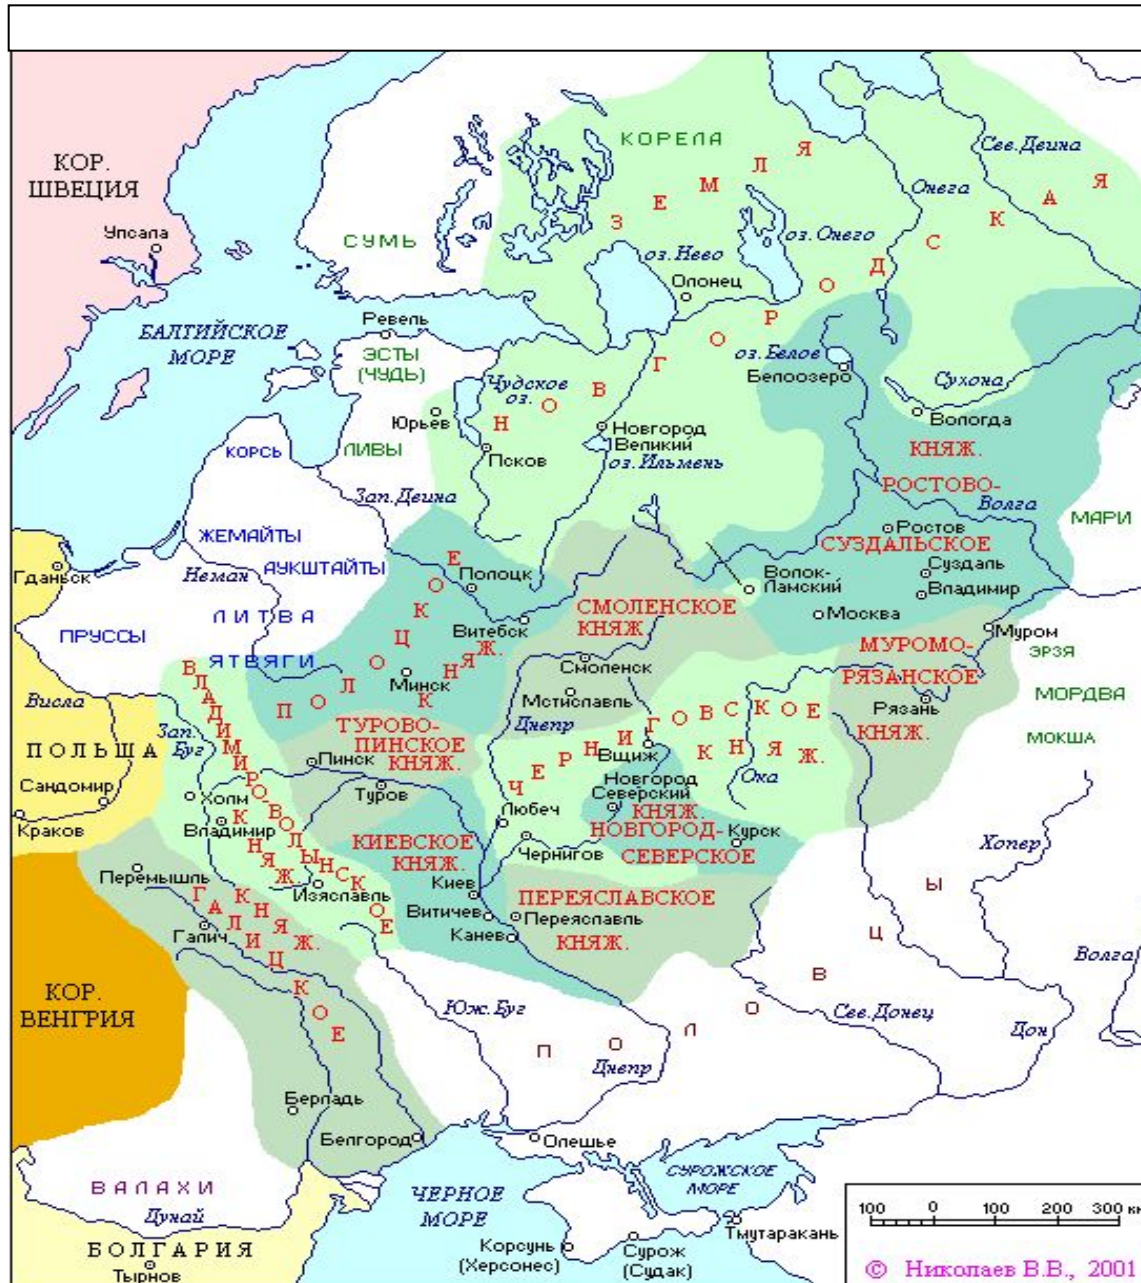 КОР.
ШВЕЦИЯ
Упсала
БАЛТИЙСКОЕ
МОРЕ
СУМЬ
КОРЕЛА
НОВГОРОДСКАЯ
ЗЕМЛЯ
Сев.Двина
Онега
оз.Онего
оз.Нево
Олонец
Ревель
ЭСТЫ
(ЧУДЬ)
Чудское
оз.
Юрьев
Псков
Новгород
Великий
оз.Ильмень
оз.Белое
Белоозеро
Сухона
Вологда
КНЯЖ.
РОСТОВО-
СУЗДАЛЬСКОЕ
Волга
Ростов
Суздаль
Владимир
Москва
Волок-
Ламский
МАРИ
КОРСЬ
ЛИВЫ
Зап.Двина
ЖЕМАЙТЫ
АУКШТАЙТЫ
Неман
ЛИТВА
ПРУССЫ
ЯТВЯГИ
Гданьск
Висла
ПОЛЬША
Сандомир
Краков
ПОЛОЦКОЕ
КНЯЖ.
Полоцк
Витебск
Минск
СМОЛЕНСКОЕ
КНЯЖ.
Смоленск
Мстиславль
Днепр
МУРОМО-
РЯЗАНСКОЕ
КНЯЖ.
Муром
Рязань
ЭРЗЯ
МОРДВА
МОКША
ТУРОВО-
ПИНСКОЕ
КНЯЖ.
Пинск
Туров
ЧЕРНИГОВСКОЕ
КНЯЖ.
Вщиж
Ока
Любеч
Чернигов
Новгород
Северский
КНЯЖ.
НОВГОРОД-
СЕВЕРСКОЕ
Курск
ВЛАДИМИРОВОЛЫНСКОЕ
КНЯЖ.
Зап.
Буг
Холм
Владимир
Изяславль
КИЕВСКОЕ
КНЯЖ.
Киев
Витичев
Канев
ПЕРЕЯСЛАВСКОЕ
КНЯЖ.
Переяславль
Перемышль
Галич
ГАЛИЦКОЕ
КНЯЖ.
КОР.
ВЕНГРИЯ
Берладь
Белгород
Юж.Буг
Днепр
ПОЛОВЦЫ
Сев.Донец
Дон
Хопер
Волга
Олешье
ВАЛАХИ
Дунай
БОЛГАРИЯ
Тырнов
ЧЕРНОЕ
МОРЕ
СУРОЖСКОЕ
МОРЕ
Корсунь
(Херсонес)
Сурож
(Судак)
Тмутаракань
100 0 100 200 300 км
© Николаев В.В., 2001